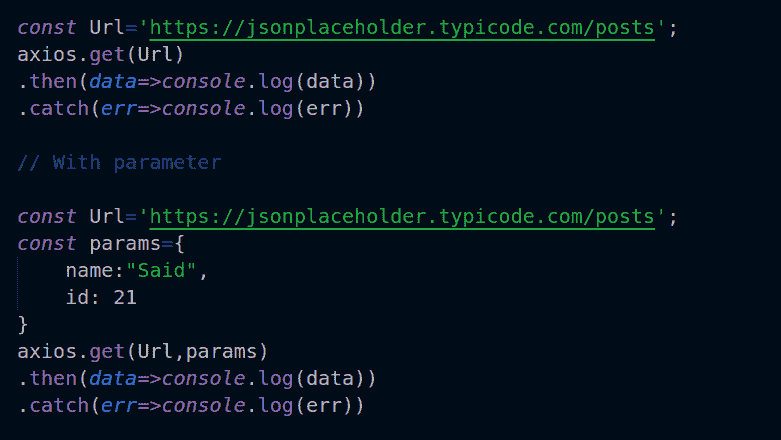 const Url='https://jsonplaceholder.typicode.com/posts';
axios.get(Url)
.then(data=>console.log(data))
.catch(err=>console.log(err))
// With parameter
const Url='https://jsonplaceholder.typicode.com/posts';
const params={
    name:"Said",
    id: 21
}
axios.get(Url,params)
.then(data=>console.log(data))
.catch(err=>console.log(err))